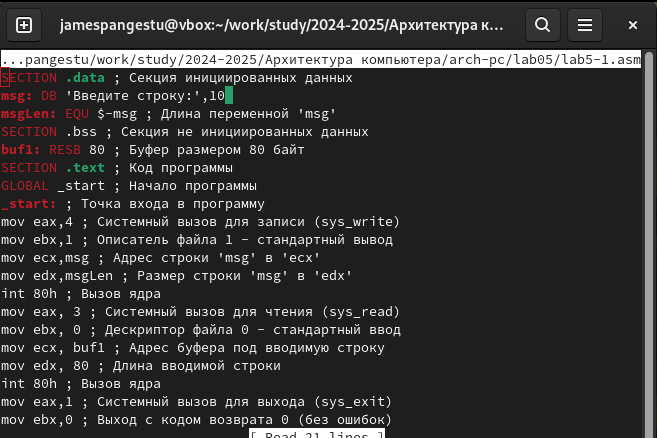 jamespangestu@vbox:~/work/study/2024-2025/Архитектура к...
...pangestu/work/study/2024-2025/Архитектура компьютера/arch-pc/lab05/lab5-1.asm
SECTION .data ; Секция инициированных данных
msg: DB 'Введите строку:',10
msgLen: EQU $-msg ; Длина переменной 'msg'
SECTION .bss ; Секция не инициированных данных
buf1: RESB 80 ; Буфер размером 80 байт
SECTION .text ; Код программы
GLOBAL _start ; Начало программы
_start: ; Точка входа в программу
mov eax,4 ; Системный вызов для записи (sys_write)
mov ebx,1 ; Описатель файла 1 - стандартный вывод
mov ecx,msg ; Адрес строки 'msg' в 'ecx'
mov edx,msgLen ; Размер строки 'msg' в 'edx'
int 80h ; Вызов ядра
mov eax, 3 ; Системный вызов для чтения (sys_read)
mov ebx, 0 ; Дескриптор файла 0 - стандартный ввод
mov ecx, buf1 ; Адрес буфера под вводимую строку
mov edx, 80 ; Длина вводимой строки
int 80h ; Вызов ядра
mov eax,1 ; Системный вызов для выхода (sys_exit)
mov ebx,0 ; Выход с кодом возврата 0 (без ошибок)
[ Read 21 lines ]